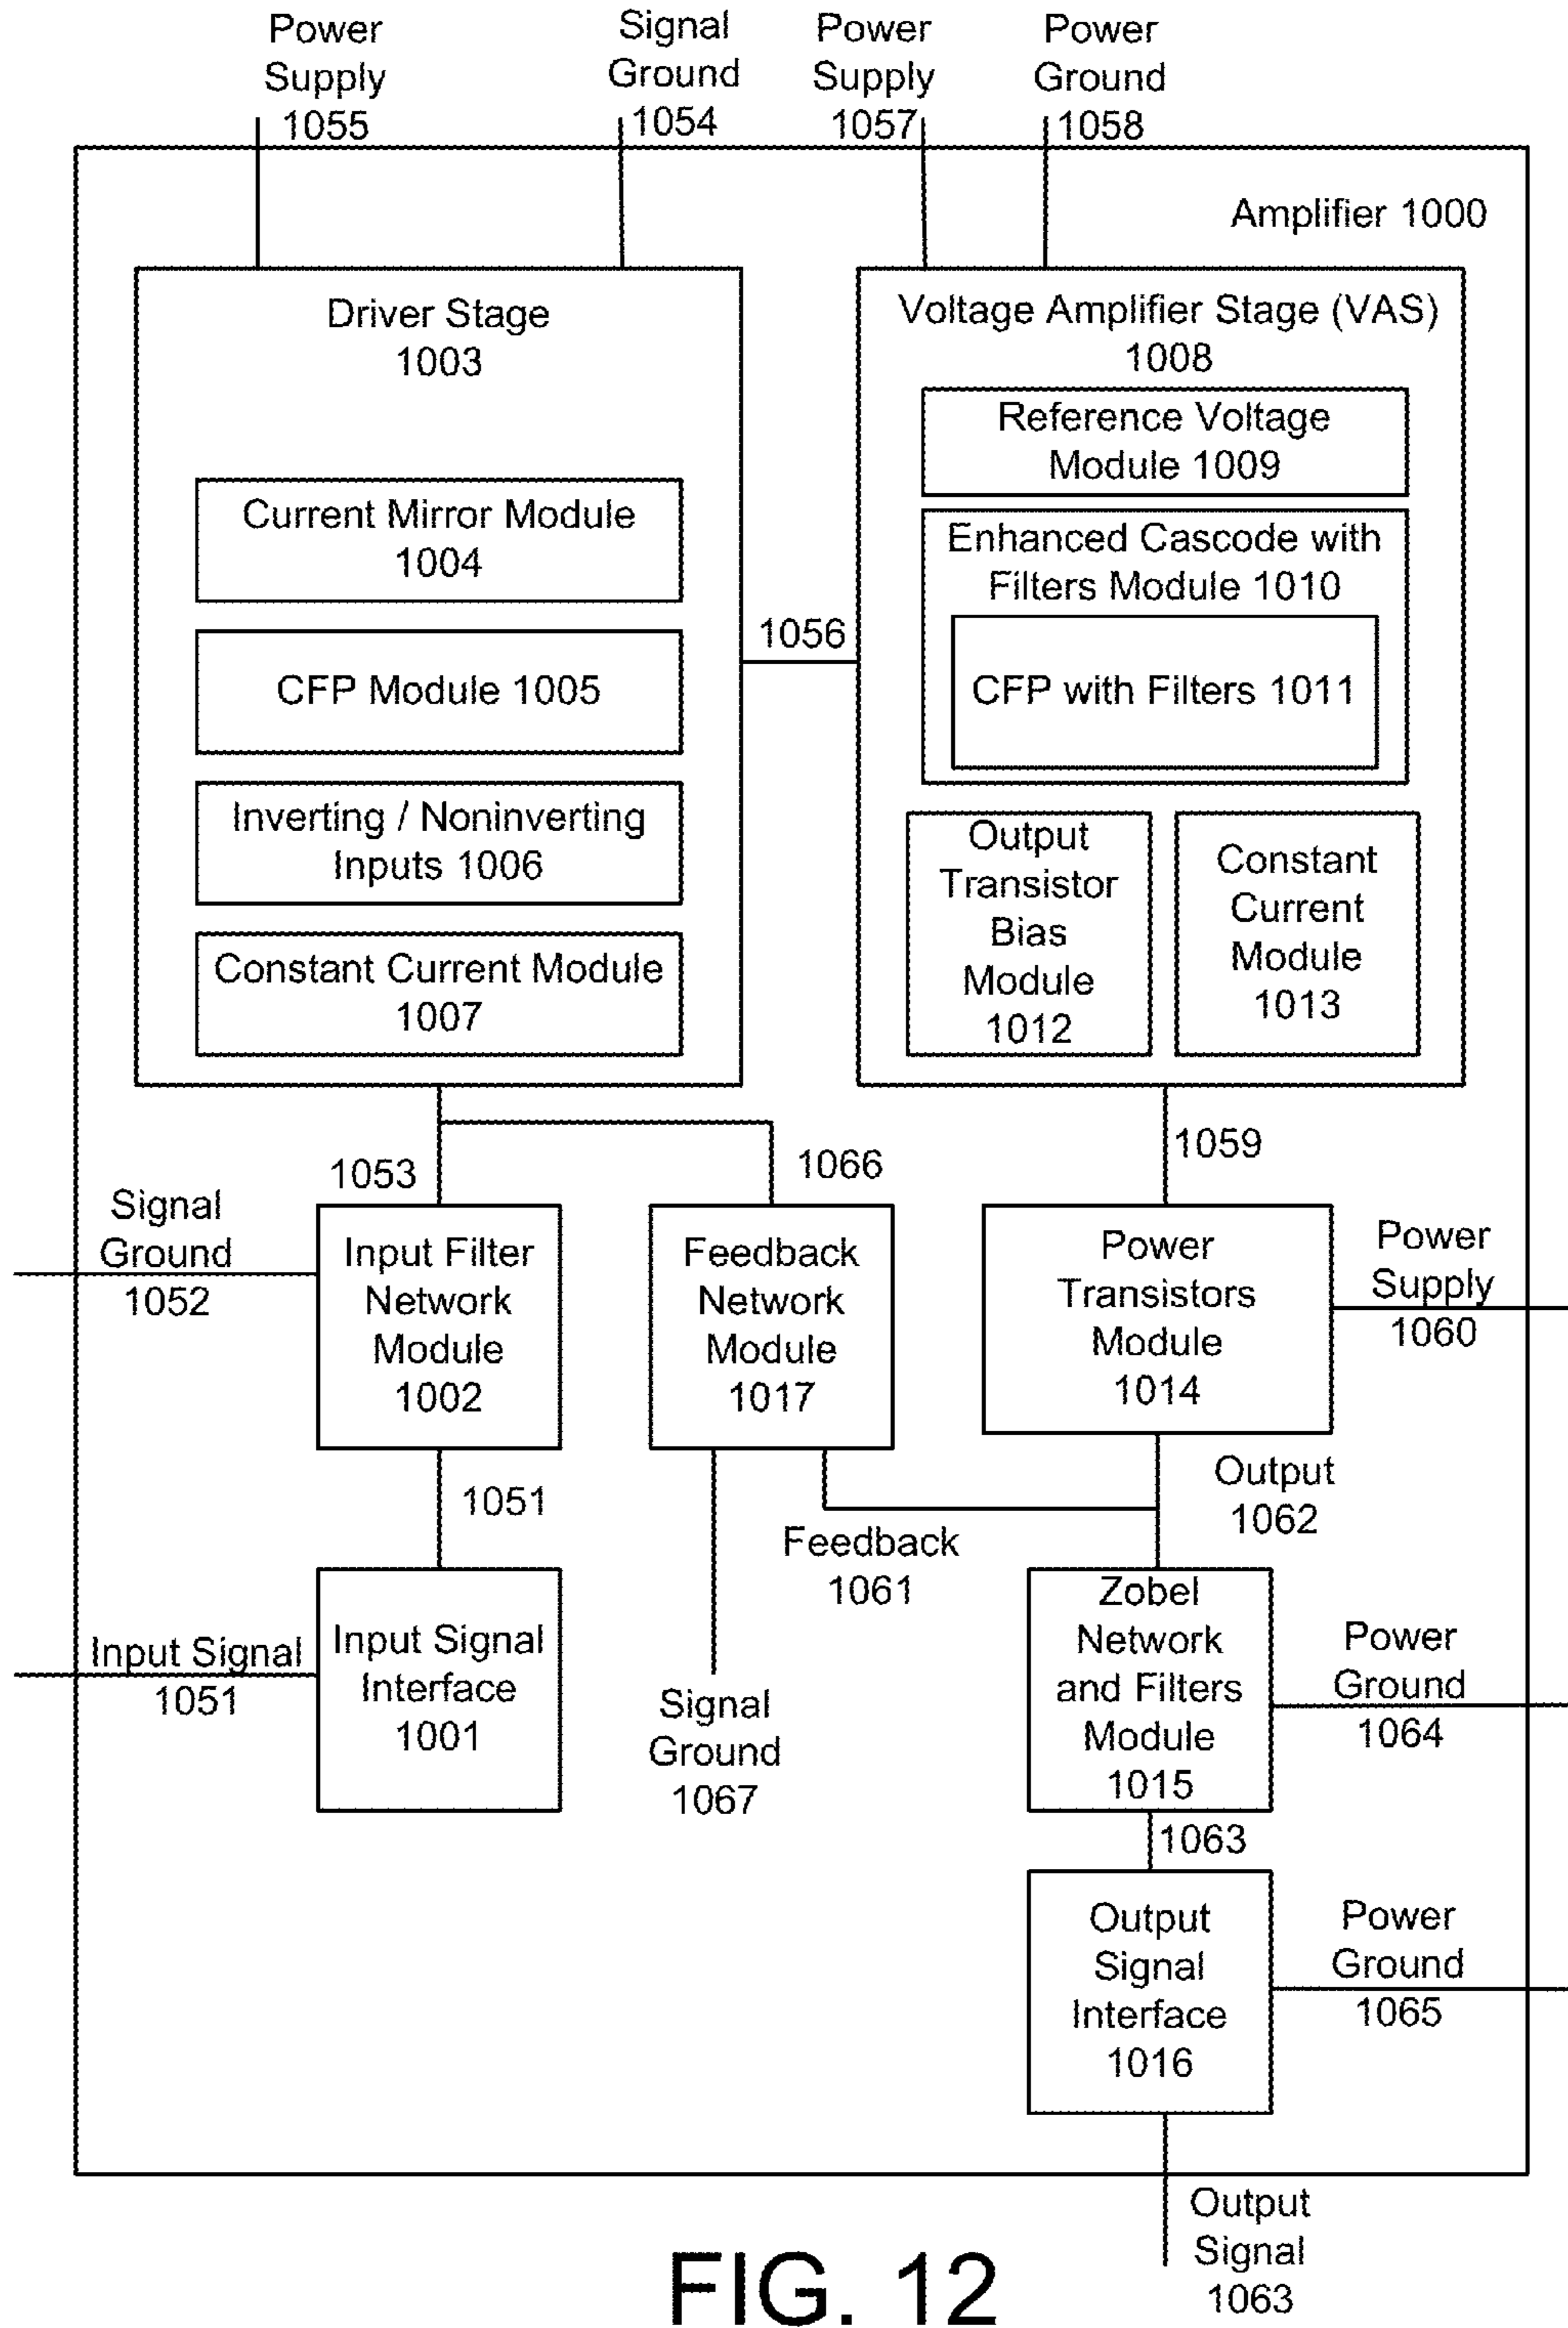 Power
Supply
1055
Signal
Ground
1054
Power
Supply
1057
Power
Ground
1058
Amplifier 1000
Driver Stage
1003
Current Mirror Module
1004
CFP Module 1005
Inverting / Noninverting
Inputs 1006
Constant Current Module
1007
1056
Voltage Amplifier Stage (VAS)
1008
Reference Voltage
Module 1009
Enhanced Cascode with
Filters Module 1010
CFP with Filters 1011
Output
Transistor
Bias
Module
1012
Constant
Current
Module
1013
1053
1066
1059
Signal
Ground
1052
Input Filter
Network
Module
1002
Feedback
Network
Module
1017
Power
Transistors
Module
1014
Power
Supply
1060
1051
Feedback
1061
Output
1062
Input Signal
1051
Input Signal
Interface
1001
Signal
Ground
1067
Zobel
Network
and Filters
Module
1015
Power
Ground
1064
1063
Output
Signal
Interface
1016
Power
Ground
1065
Output
Signal
1063
FIG. 12